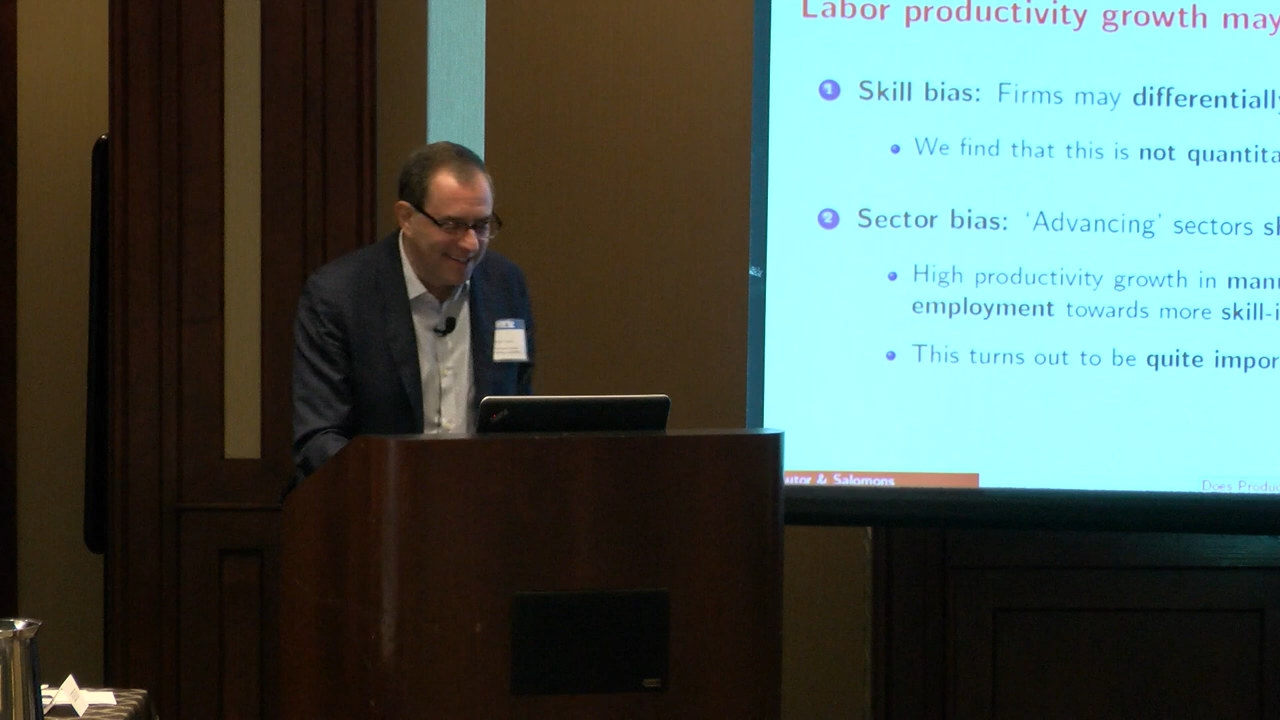 Labor productivity growth may
1 Skill bias: Firms may differentially
We find that this is not quantita
2 Sector bias: ‘Advancing’ sectors sh
High productivity growth in manu
employment towards more skill-i
This turns out to be quite impor
utor & Salomons
Does Produc